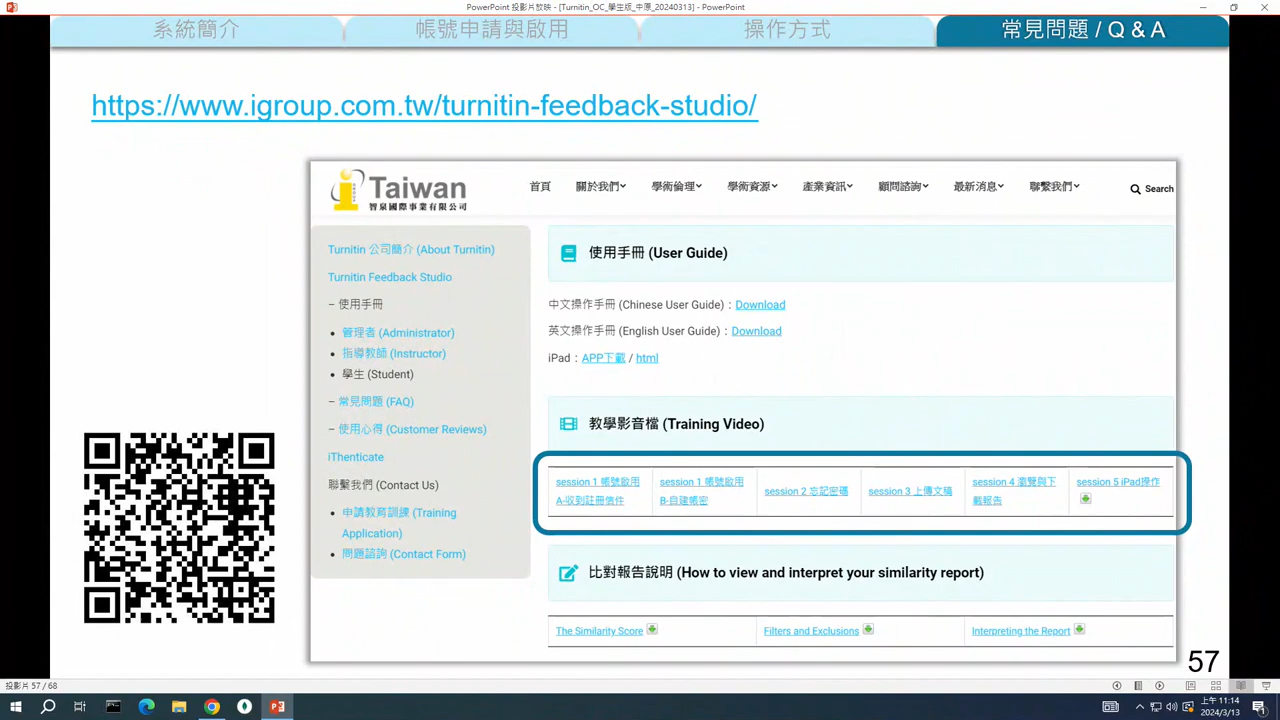 PowerPoint 投影片放映 - [Turnitin_OC_學生版_中原_20240313] - PowerPoint
系統簡介
帳號申請與啟用
操作方式
常見問題 / Q & A
https://www.igroup.com.tw/turnitin-feedback-studio/
iGroup Taiwan
智泉國際事業有限公司
首頁
關於我們
學術倫理
學術資源
產業資訊
顧問諮詢
最新消息
聯繫我們
Search
Turnitin 公司簡介 (About Turnitin)
Turnitin Feedback Studio
– 使用手冊
• 管理者 (Administrator)
• 指導教師 (Instructor)
• 學生 (Student)
– 常見問題 (FAQ)
– 使用心得 (Customer Reviews)
iThenticate
聯繫我們 (Contact Us)
• 申請教育訓練 (Training
Application)
• 問題諮詢 (Contact Form)
使用手冊 (User Guide)
中文操作手冊 (Chinese User Guide)：Download
英文操作手冊 (English User Guide)：Download
iPad：APP下載 / html
教學影音檔 (Training Video)
session 1 帳號啟用
A-收到註冊信件
session 1 帳號啟用
B-自建帳密
session 2 忘記密碼
session 3 上傳文稿
session 4 瀏覽與下
載報告
session 5 iPad操作
比對報告說明 (How to view and interpret your similarity report)
The Similarity Score
Filters and Exclusions
Interpreting the Report
57
投影片 57 / 68
上午 11:14
2024/3/13